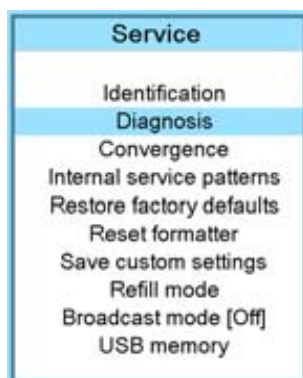 Service
Identification
Diagnosis
Convergence
Internal service patterns
Restore factory defaults
Reset formatter
Save custom settings
Refill mode
Broadcast mode [Off]
USB memory